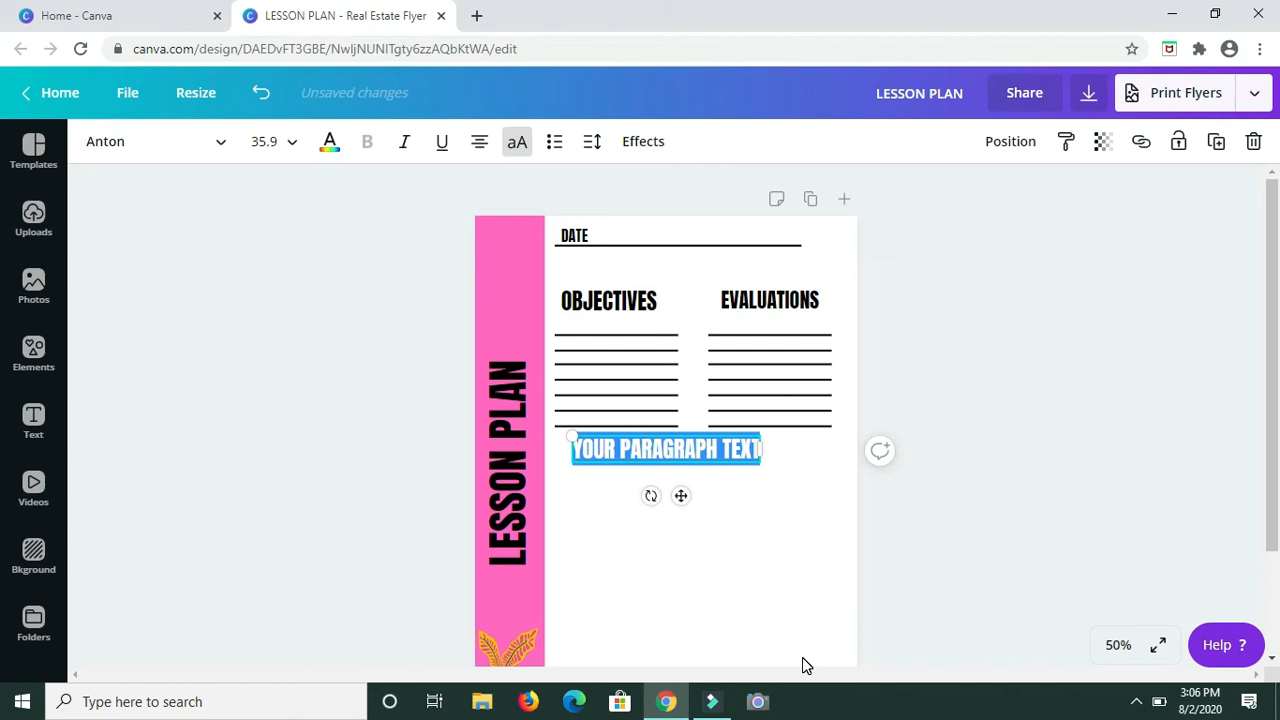 Home - Canva
LESSON PLAN - Real Estate Flyer
canva.com/design/DAEDvFT3GBE/NwIjNUNITgty6zzAQbKtWA/edit
Home
File
Resize
Unsaved changes
LESSON PLAN
Share
Print Flyers
Anton
35.9
A
B
I
U
aA
Effects
Position
Templates
Uploads
Photos
Elements
Text
Videos
Bkground
Folders
DATE
OBJECTIVES
EVALUATIONS
LESSON PLAN
YOUR PARAGRAPH TEXT
50%
Help ?
Type here to search
3:06 PM
8/2/2020